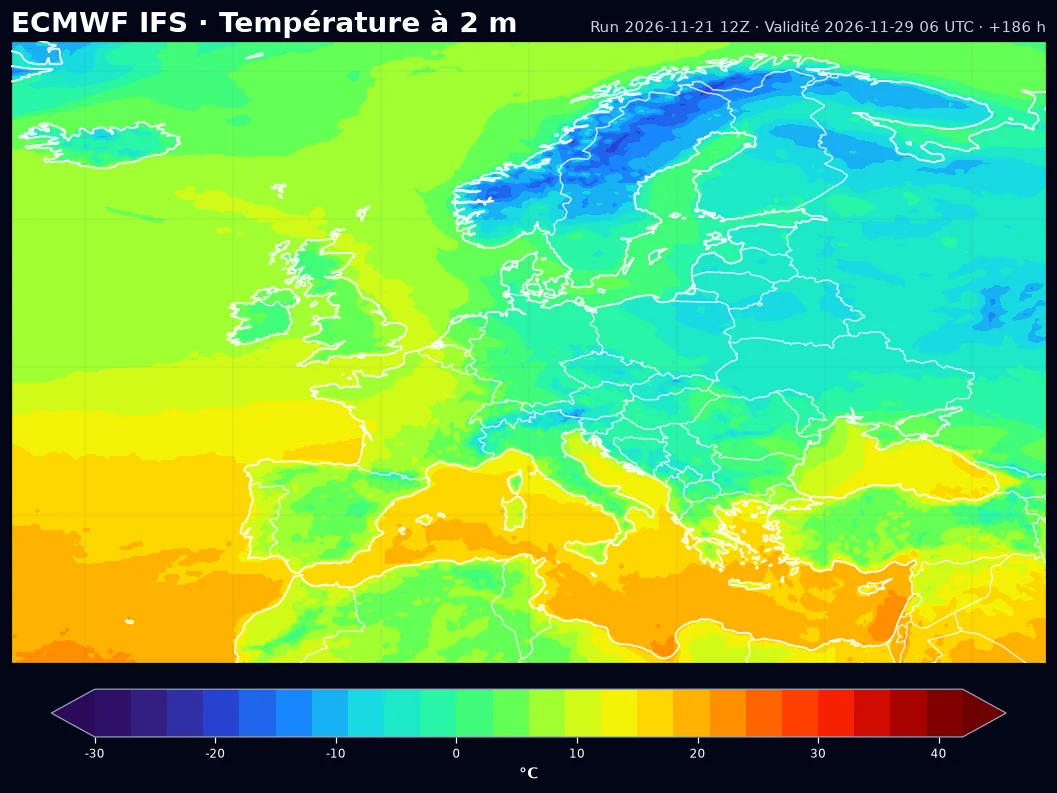 ECMWF IFS · Température à 2 m
Run 2026-11-21 12Z · Validité 2026-11-29 06 UTC · +186 h
-30 -20 -10 0 10 20 30 40
°C